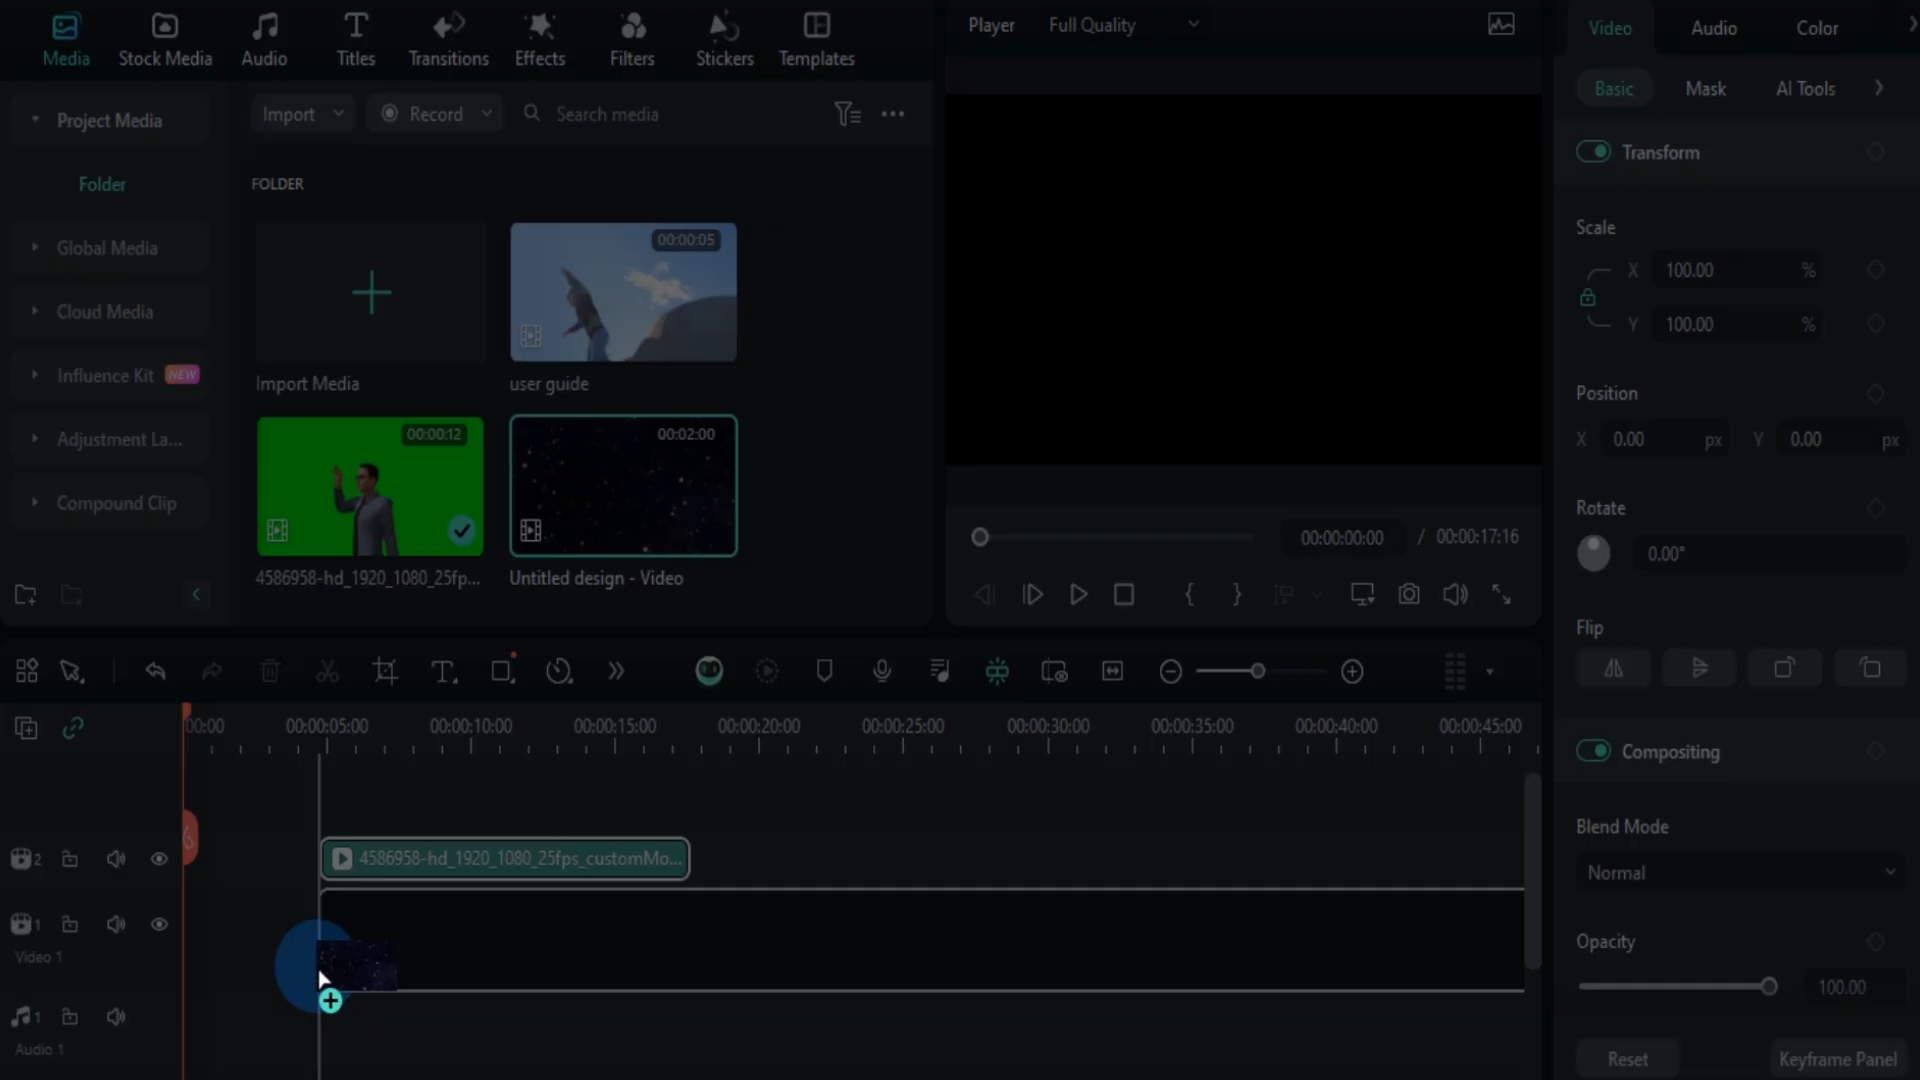 Media
Stock Media
Audio
Titles
Transitions
Effects
Filters
Stickers
Templates
Player
Full Quality
Video
Audio
Color
Project Media
Folder
Global Media
Cloud Media
Influence Kit NEW
Adjustment La...
Compound Clip
Import
Record
Search media
FOLDER
Import Media
00:00:05
user guide
00:00:12
4586958-hd_1920_1080_25fp...
00:02:00
Untitled design - Video
00:00:00:00 / 00:00:17:16
Basic
Mask
AI Tools
Transform
Scale
X 100.00 %
Y 100.00 %
Position
X 0.00 px Y 0.00 px
Rotate
0.00°
Flip
Compositing
Blend Mode
Normal
Opacity
100.00
Reset
Keyframe Panel
00:00 00:00:05:00 00:00:10:00 00:00:15:00 00:00:20:00 00:00:25:00 00:00:30:00 00:00:35:00 00:00:40:00 00:00:45:00
2
4586958-hd_1920_1080_25fps_customMo...
1
Video 1
1
Audio 1